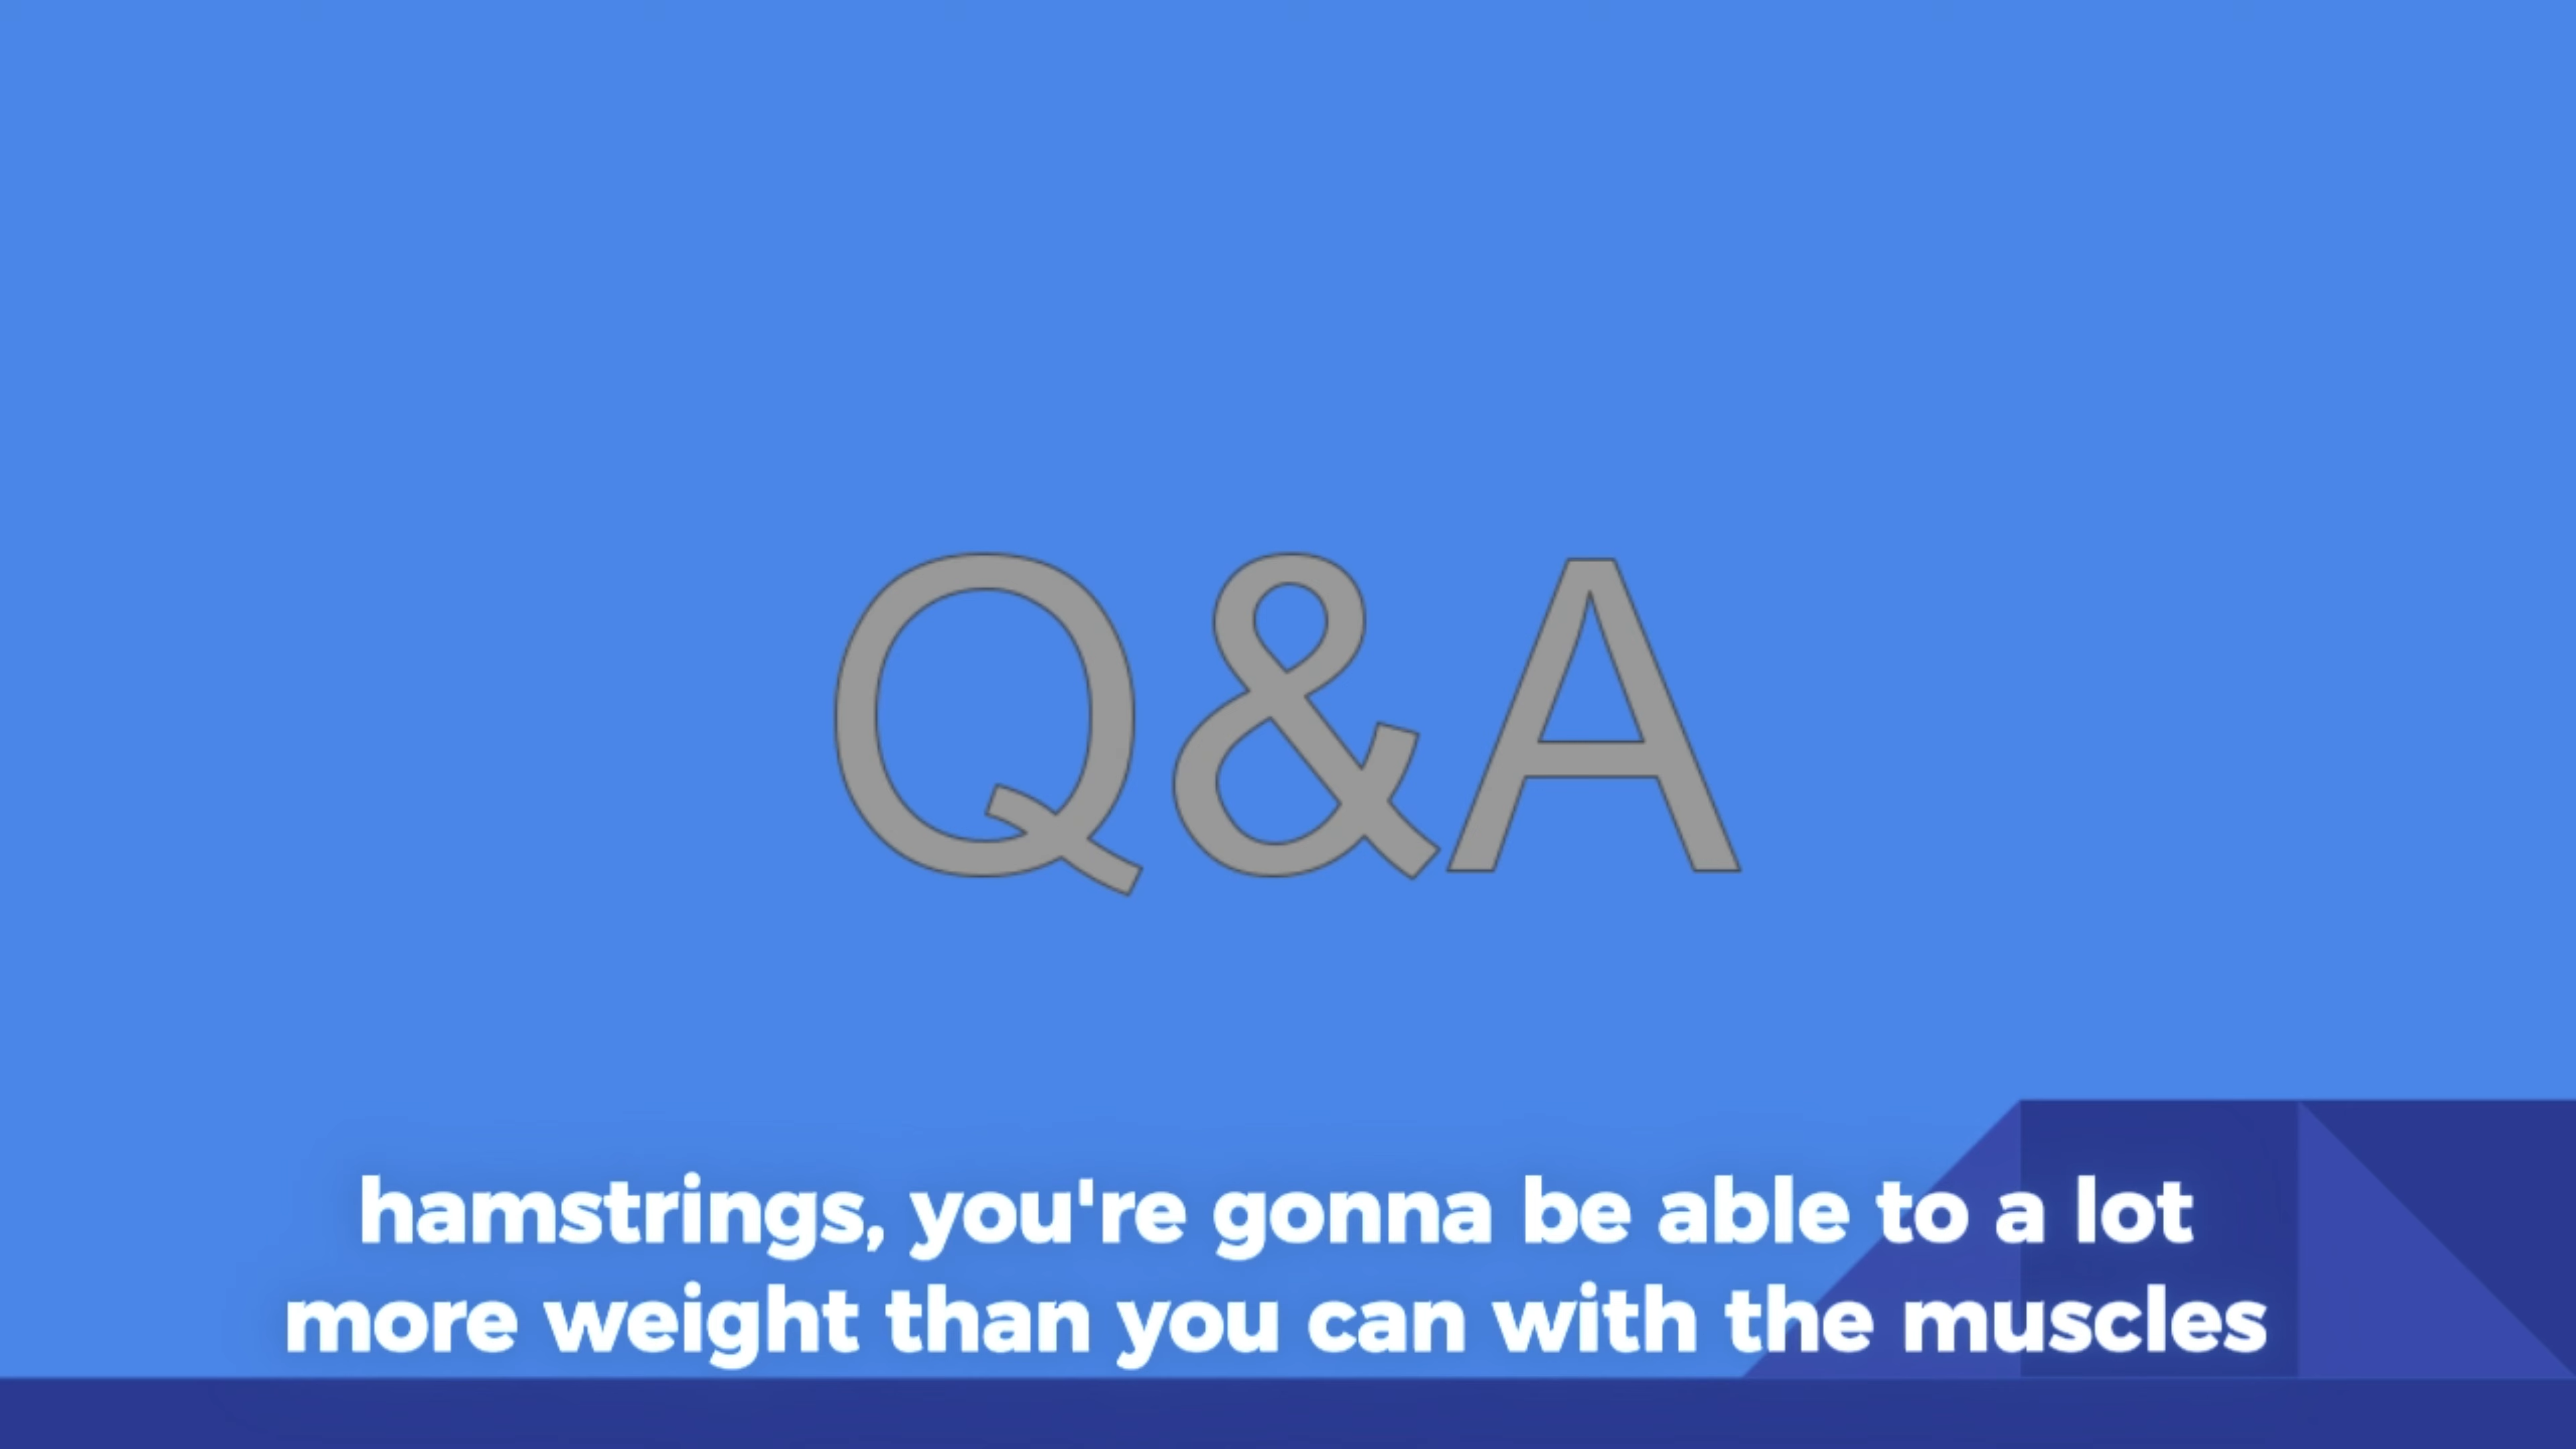 Q&A
hamstrings, you're gonna be able to a lot
more weight than you can with the muscles